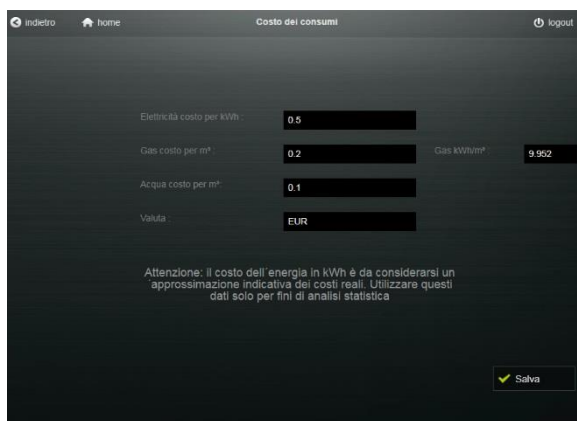 indietro home Costo dei consumi logout
Elettricità costo per kWh : 0.5
Gas costo per m³ : 0.2 Gas kWh/m³ : 9.952
Acqua costo per m³: 0.1
Valuta : EUR
Attenzione: il costo dell´energia in kWh è da considerarsi un
´approssimazione indicativa dei costi reali. Utilizzare questi
dati solo per fini di analisi statistica
Salva